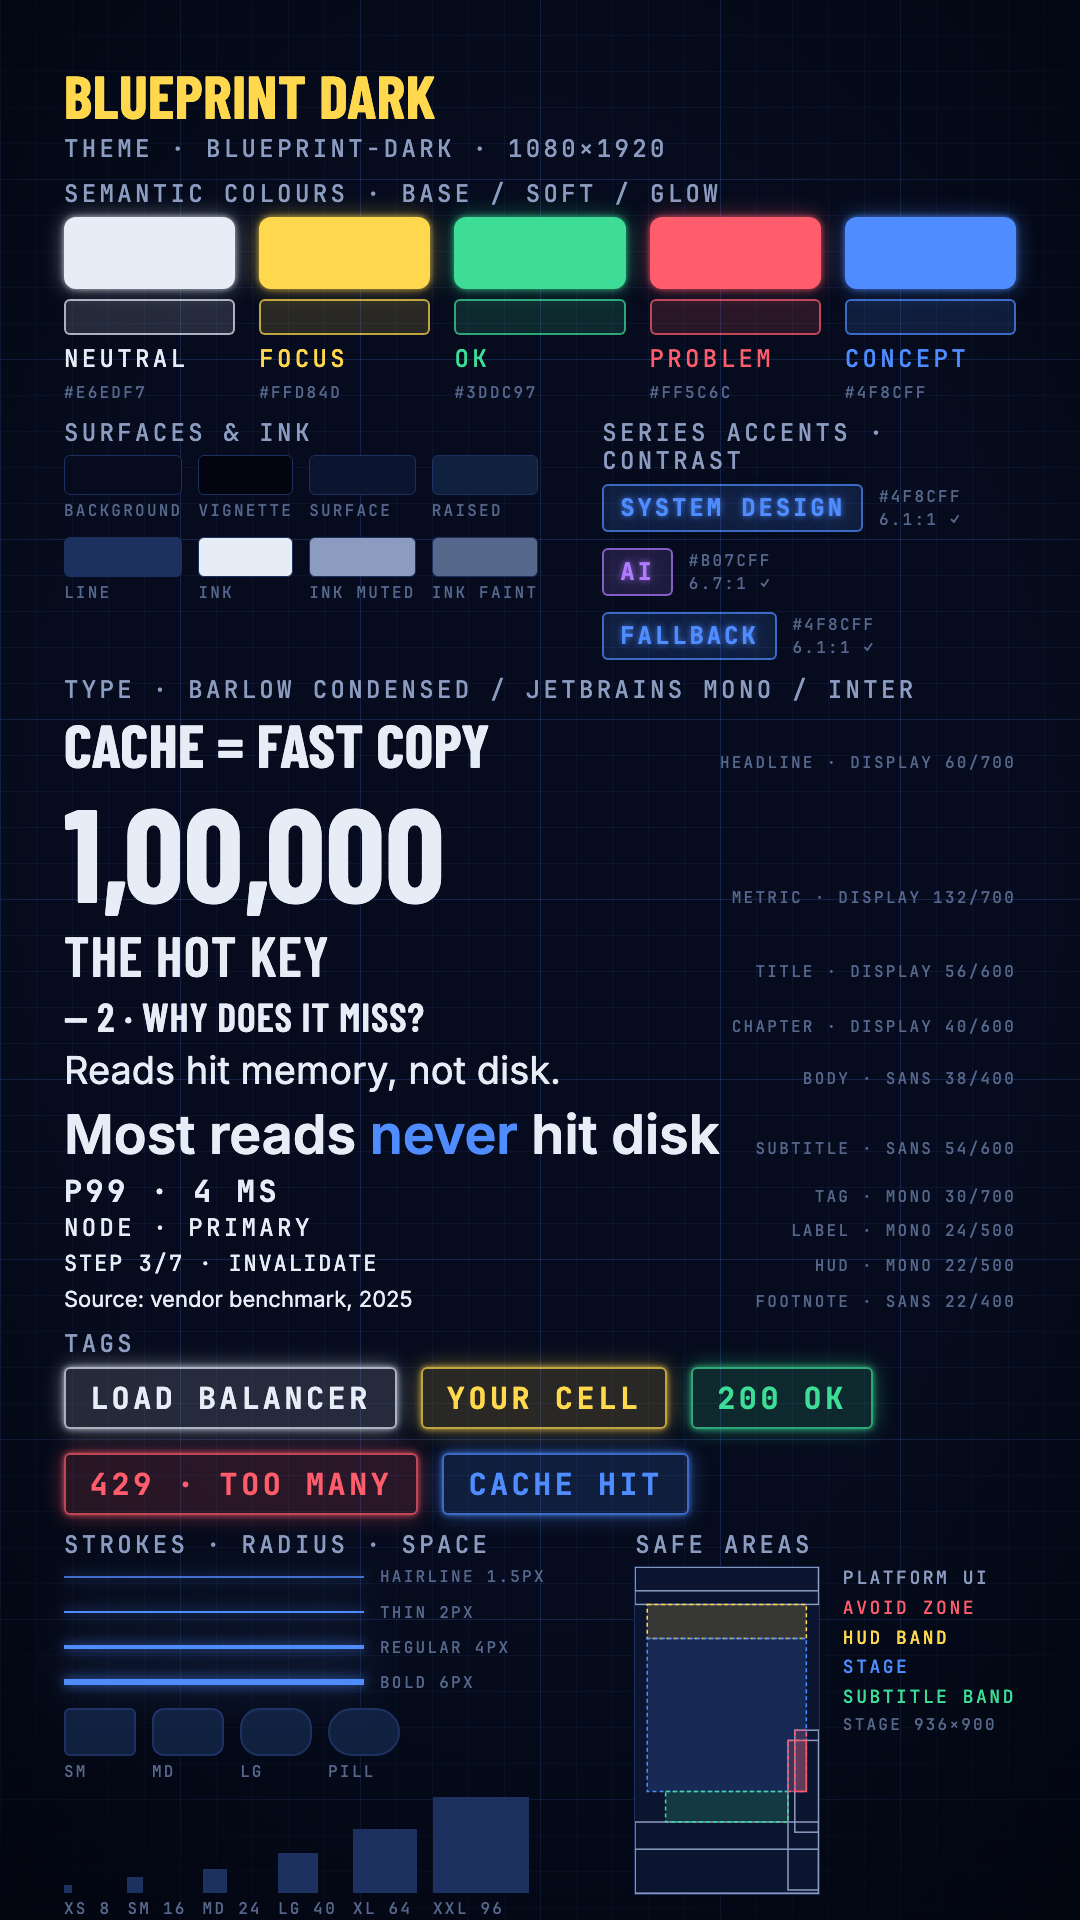 BLUEPRINT DARK
THEME · BLUEPRINT-DARK · 1080×1920
SEMANTIC COLOURS · BASE / SOFT / GLOW
NEUTRAL FOCUS OK PROBLEM CONCEPT
#E6EDF7 #FFD84D #3DDC97 #FF5C6C #4F8CFF
SURFACES & INK
BACKGROUND VIGNETTE SURFACE RAISED
LINE INK INK MUTED INK FAINT
SERIES ACCENTS ·
CONTRAST
SYSTEM DESIGN #4F8CFF
6.1:1 ✓
AI #B07CFF
6.7:1 ✓
FALLBACK #4F8CFF
6.1:1 ✓
TYPE · BARLOW CONDENSED / JETBRAINS MONO / INTER
CACHE = FAST COPY HEADLINE · DISPLAY 60/700
1,00,000 METRIC · DISPLAY 132/700
THE HOT KEY TITLE · DISPLAY 56/600
— 2 · WHY DOES IT MISS? CHAPTER · DISPLAY 40/600
Reads hit memory, not disk. BODY · SANS 38/400
Most reads never hit disk SUBTITLE · SANS 54/600
P99 · 4 MS TAG · MONO 30/700
NODE · PRIMARY LABEL · MONO 24/500
STEP 3/7 · INVALIDATE HUD · MONO 22/500
Source: vendor benchmark, 2025 FOOTNOTE · SANS 22/400
TAGS
LOAD BALANCER YOUR CELL 200 OK
429 · TOO MANY CACHE HIT
STROKES · RADIUS · SPACE
HAIRLINE 1.5PX
THIN 2PX
REGULAR 4PX
BOLD 6PX
SM MD LG PILL
XS 8 SM 16 MD 24 LG 40 XL 64 XXL 96
SAFE AREAS
PLATFORM UI
AVOID ZONE
HUD BAND
STAGE
SUBTITLE BAND
STAGE 936×900